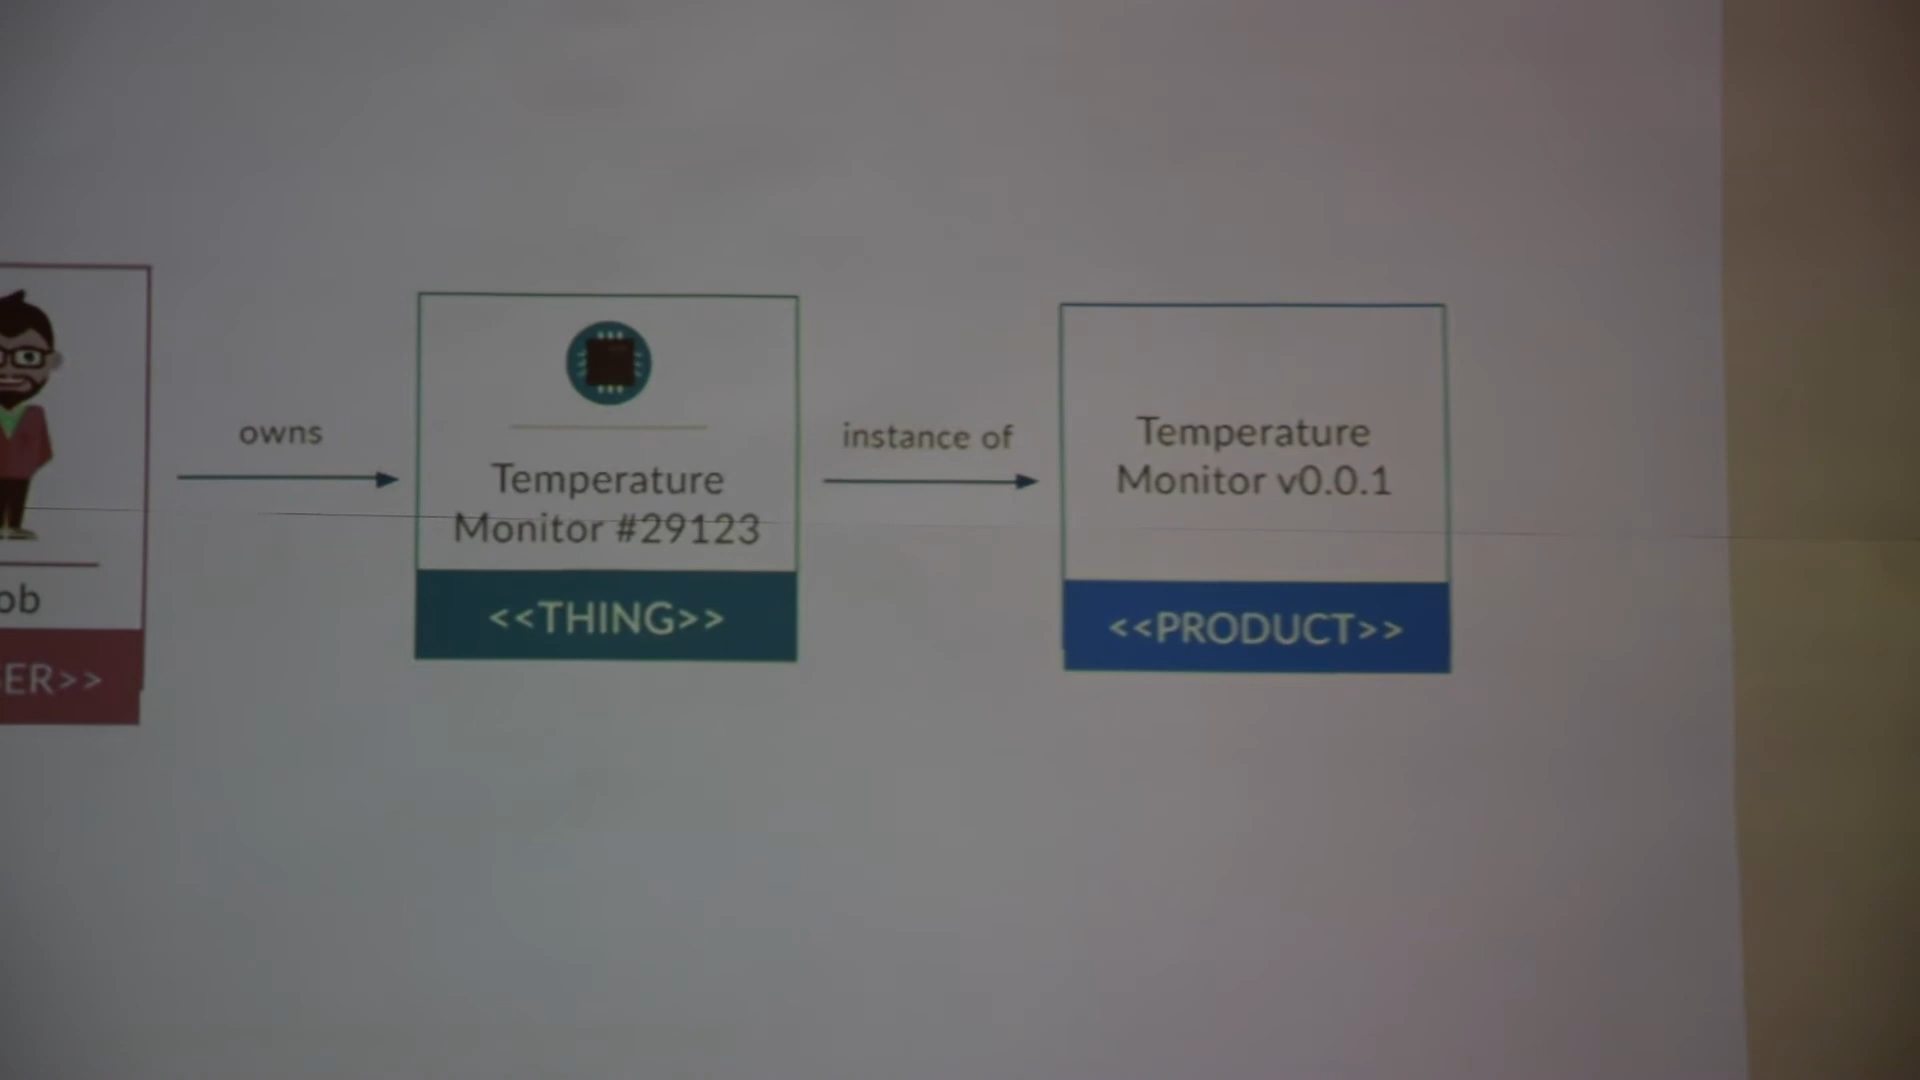 owns
Temperature
Monitor #29123
<<THING>>
instance of
Temperature
Monitor v0.0.1
<<PRODUCT>>
ob
ER>>